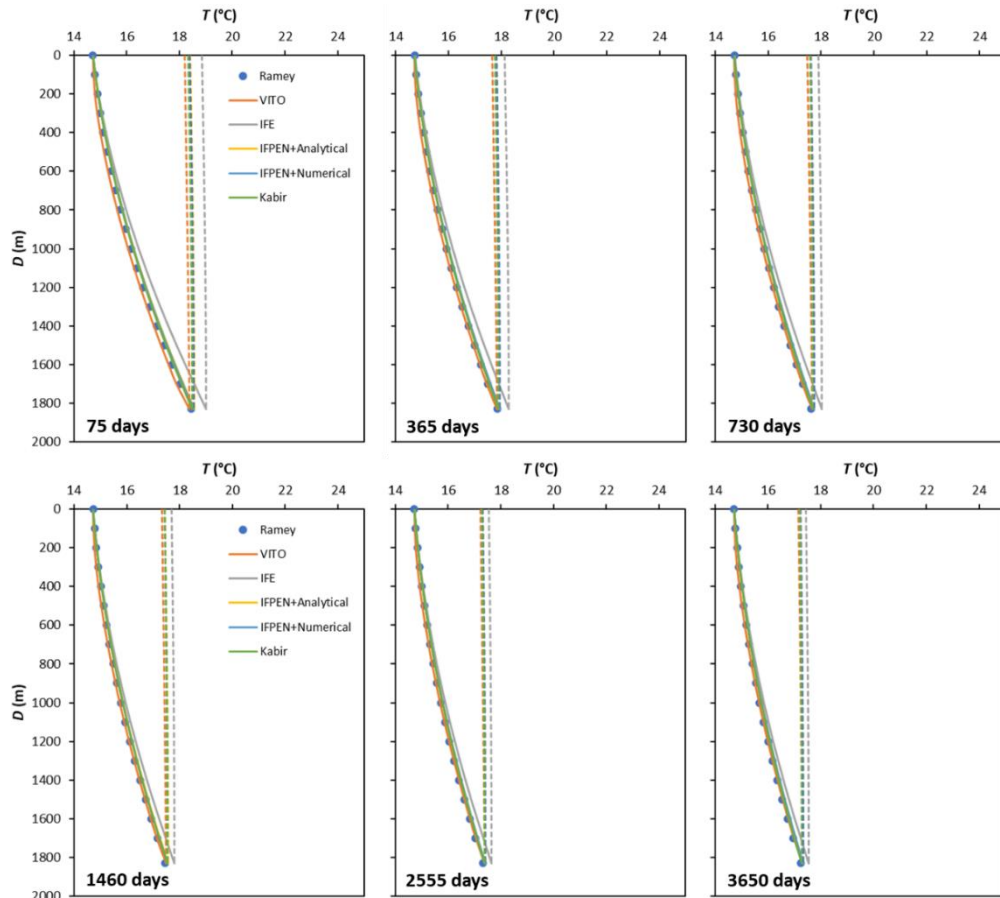 T (°C)
14 16 18 20 22 24
T (°C)
14 16 18 20 22 24
T (°C)
14 16 18 20 22 24
0
200
400
600
800
1000
1200
1400
1600
1800
2000
D (m)
Ramey
VITO
IFE
IFPEN+Analytical
IFPEN+Numerical
Kabir
75 days
365 days
730 days
T (°C)
14 16 18 20 22 24
T (°C)
14 16 18 20 22 24
T (°C)
14 16 18 20 22 24
0
200
400
600
800
1000
1200
1400
1600
1800
2000
D (m)
Ramey
VITO
IFE
IFPEN+Analytical
IFPEN+Numerical
Kabir
1460 days
2555 days
3650 days